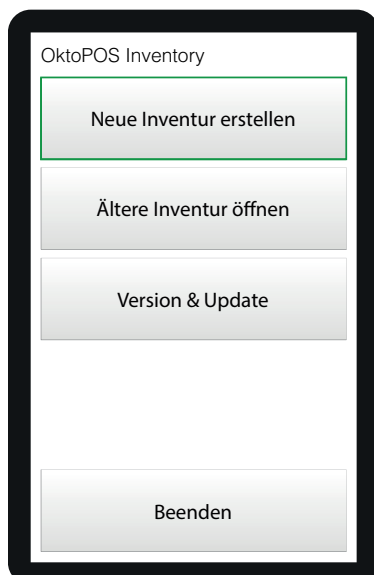 OktoPOS Inventory
Neue Inventur erstellen
Ältere Inventur öffnen
Version & Update
Beenden